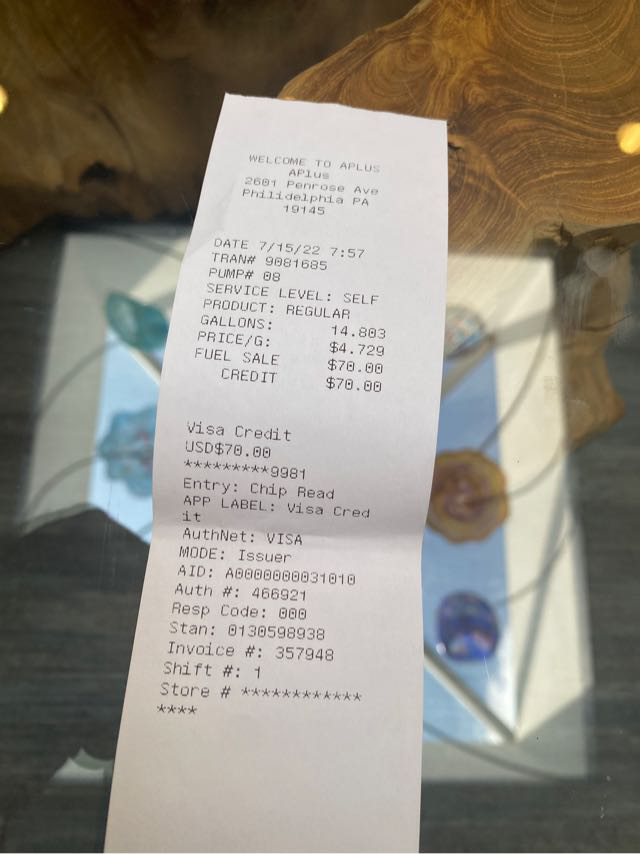 WELCOME TO APLUS
APlus
2601 Penrose Ave
Philidelphia PA
19145
DATE 7/15/22 7:57
TRAN# 9081685
PUMP# 08
SERVICE LEVEL: SELF
PRODUCT: REGULAR
GALLONS: 14.803
PRICE/G: $4.729
FUEL SALE $70.00
CREDIT $70.00
Visa Credit
USD$70.00
*********9981
Entry: Chip Read
APP LABEL: Visa Cred
it
AuthNet: VISA
MODE: Issuer
AID: A0000000031010
Auth #: 466921
Resp Code: 000
Stan: 0130598938
Invoice #: 357948
Shift #: 1
Store # ************
****